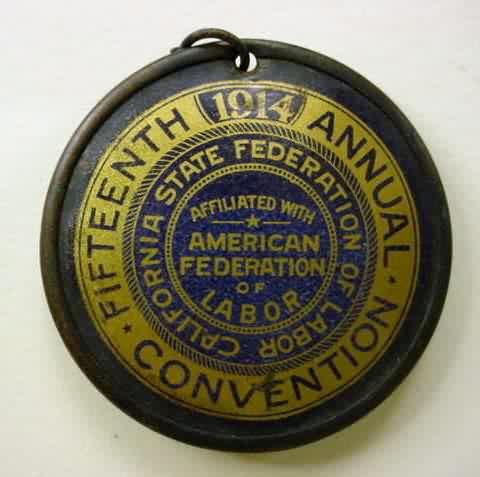 1914
FIFTEENTH ANNUAL
CONVENTION
CALIFORNIA STATE FEDERATION OF LABOR
AFFILIATED WITH
AMERICAN
FEDERATION
OF
LABOR